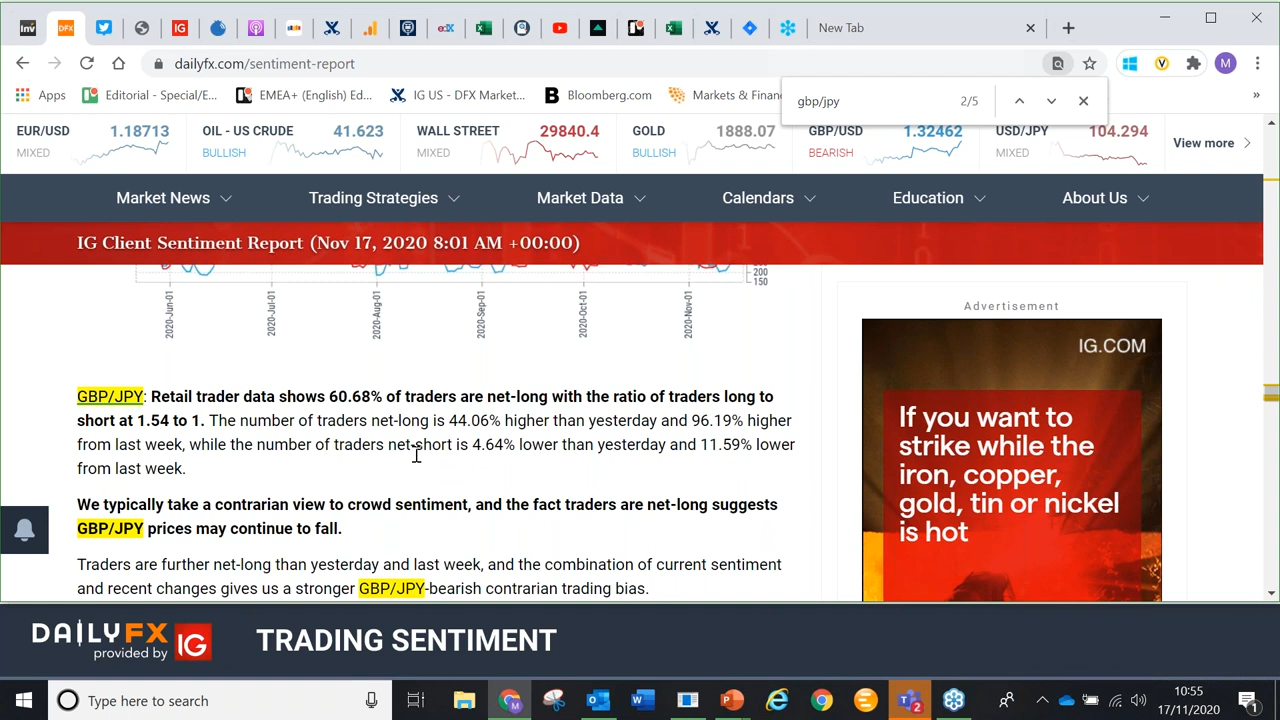 Inv
DFX
IG
edX
New Tab
dailyfx.com/sentiment-report
M
gbp/jpy 2/5
Apps
Editorial - Special/E...
EMEA+ (English) Ed...
IG US - DFX Market...
B Bloomberg.com
Markets & Finan
»
EUR/USD 1.18713
MIXED
OIL - US CRUDE 41.623
BULLISH
WALL STREET 29840.4
MIXED
GOLD 1888.07
BULLISH
GBP/USD 1.32462
BEARISH
USD/JPY 104.294
MIXED
View more
Market News
Trading Strategies
Market Data
Calendars
Education
About Us
IG Client Sentiment Report (Nov 17, 2020 8:01 AM +00:00)
200
150
2020-Jun-01
2020-Jul-01
2020-Aug-01
2020-Sep-01
2020-Oct-01
2020-Nov-01
GBP/JPY: Retail trader data shows 60.68% of traders are net-long with the ratio of traders long to
short at 1.54 to 1. The number of traders net-long is 44.06% higher than yesterday and 96.19% higher
from last week, while the number of traders net-short is 4.64% lower than yesterday and 11.59% lower
from last week.
We typically take a contrarian view to crowd sentiment, and the fact traders are net-long suggests
GBP/JPY prices may continue to fall.
Traders are further net-long than yesterday and last week, and the combination of current sentiment
and recent changes gives us a stronger GBP/JPY-bearish contrarian trading bias.
Advertisement
IG.COM
If you want to
strike while the
iron, copper,
gold, tin or nickel
is hot
DAILYFX
provided by IG
TRADING SENTIMENT
Type here to search
2
10:55
17/11/2020
1